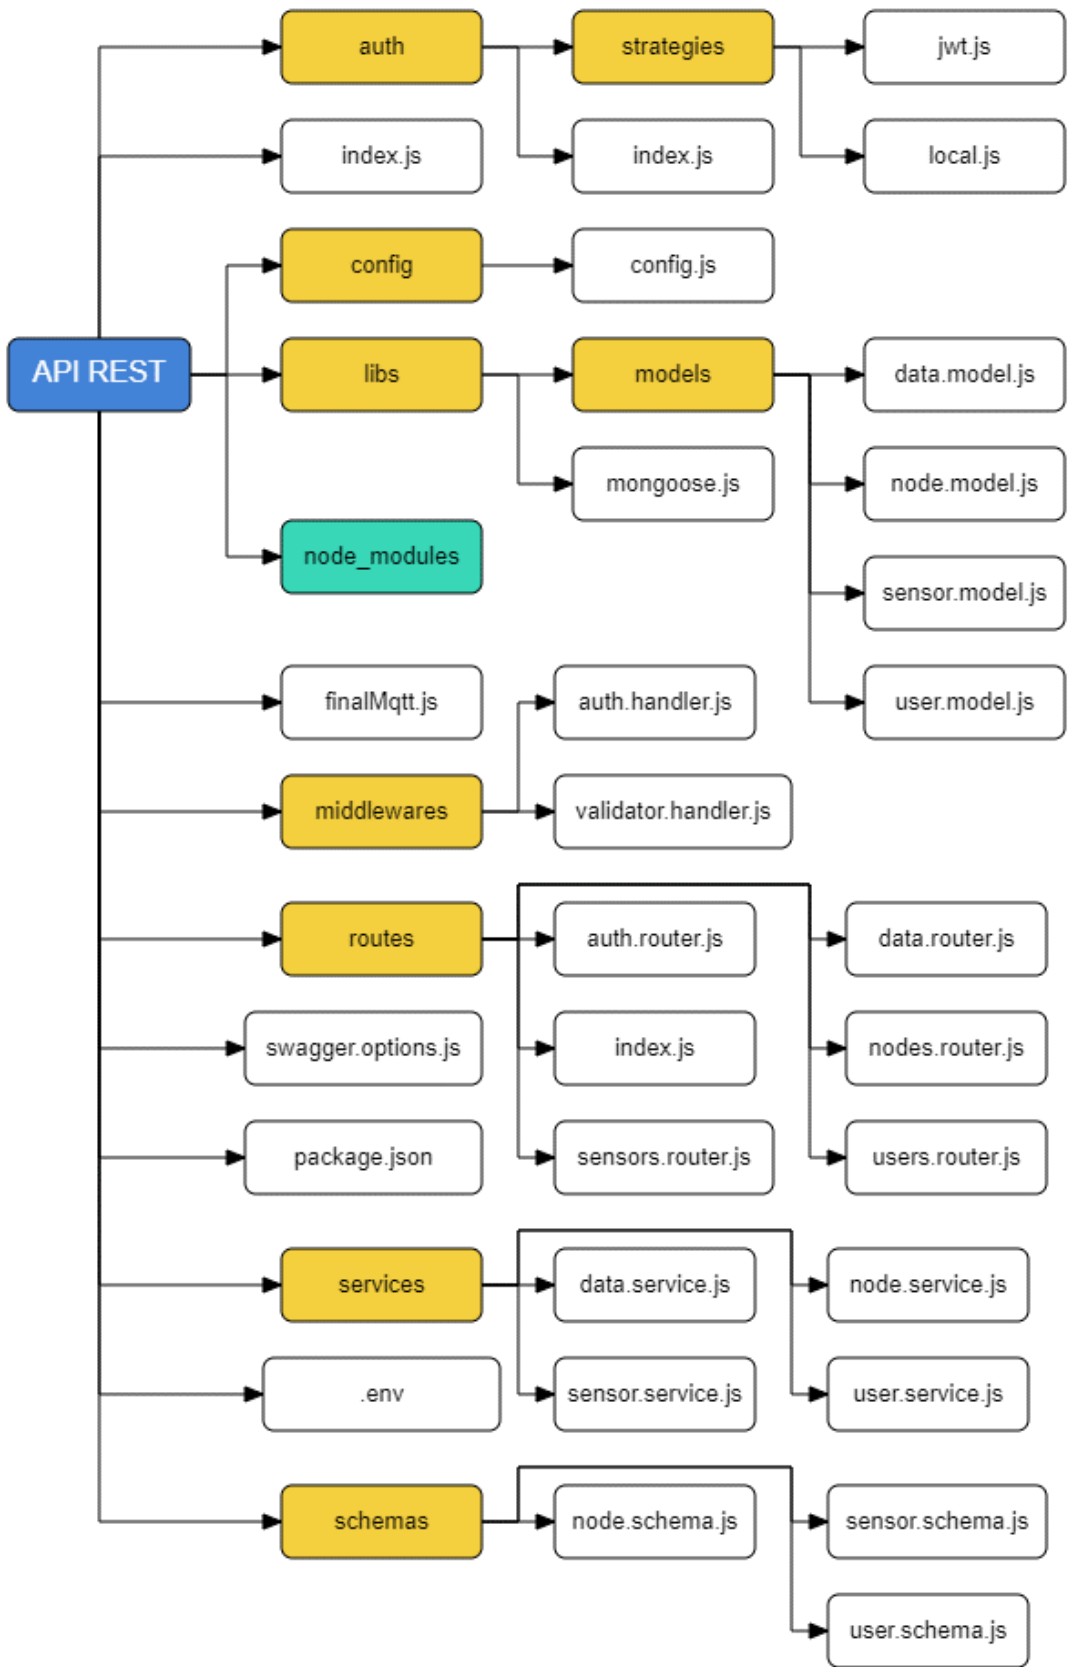 auth
strategies
jwt.js
index.js
index.js
local.js
config
config.js
API REST
libs
models
data.model.js
mongoose.js
node.model.js
node_modules
sensor.model.js
finalMqtt.js
auth.handler.js
user.model.js
middlewares
validator.handler.js
routes
auth.router.js
data.router.js
swagger.options.js
index.js
nodes.router.js
package.json
sensors.router.js
users.router.js
services
data.service.js
node.service.js
.env
sensor.service.js
user.service.js
schemas
node.schema.js
sensor.schema.js
user.schema.js